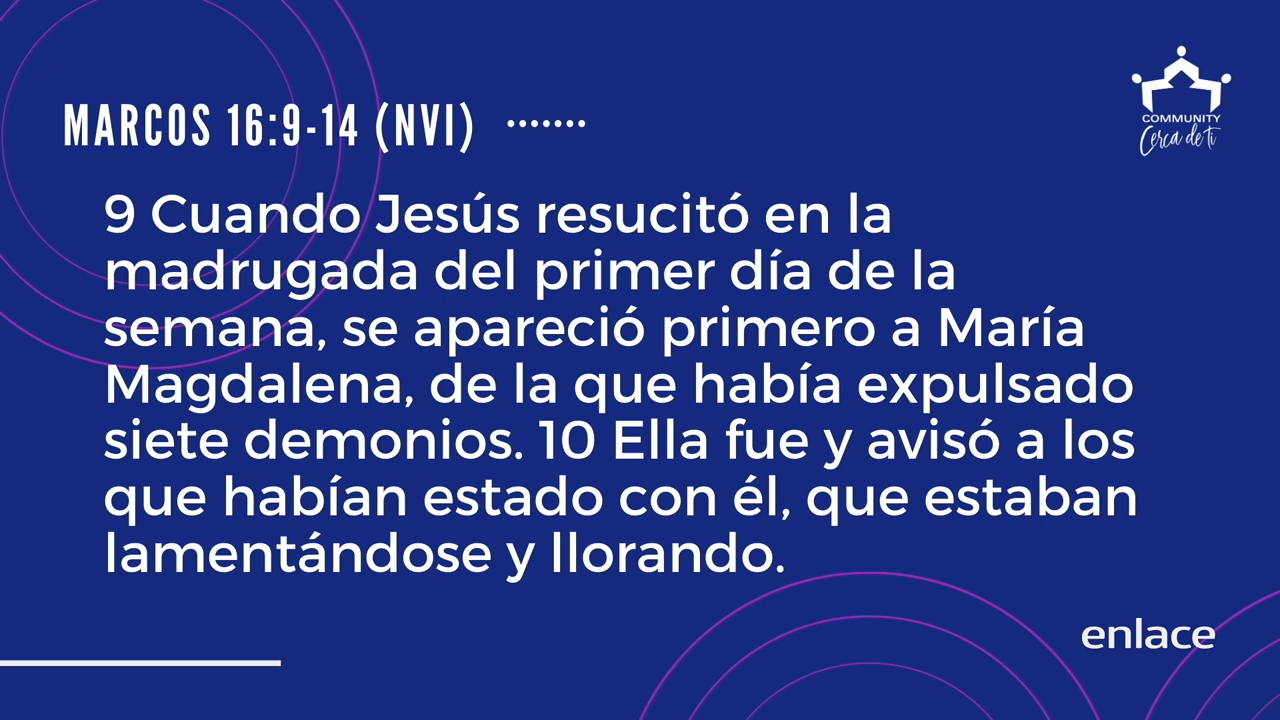 MARCOS 16:9-14 (NVI) .......
COMMUNITY
Cerca de ti
9 Cuando Jesús resucitó en la
madrugada del primer día de la
semana, se apareció primero a María
Magdalena, de la que había expulsado
siete demonios. 10 Ella fue y avisó a los
que habían estado con él, que estaban
lamentándose y llorando.
enlace